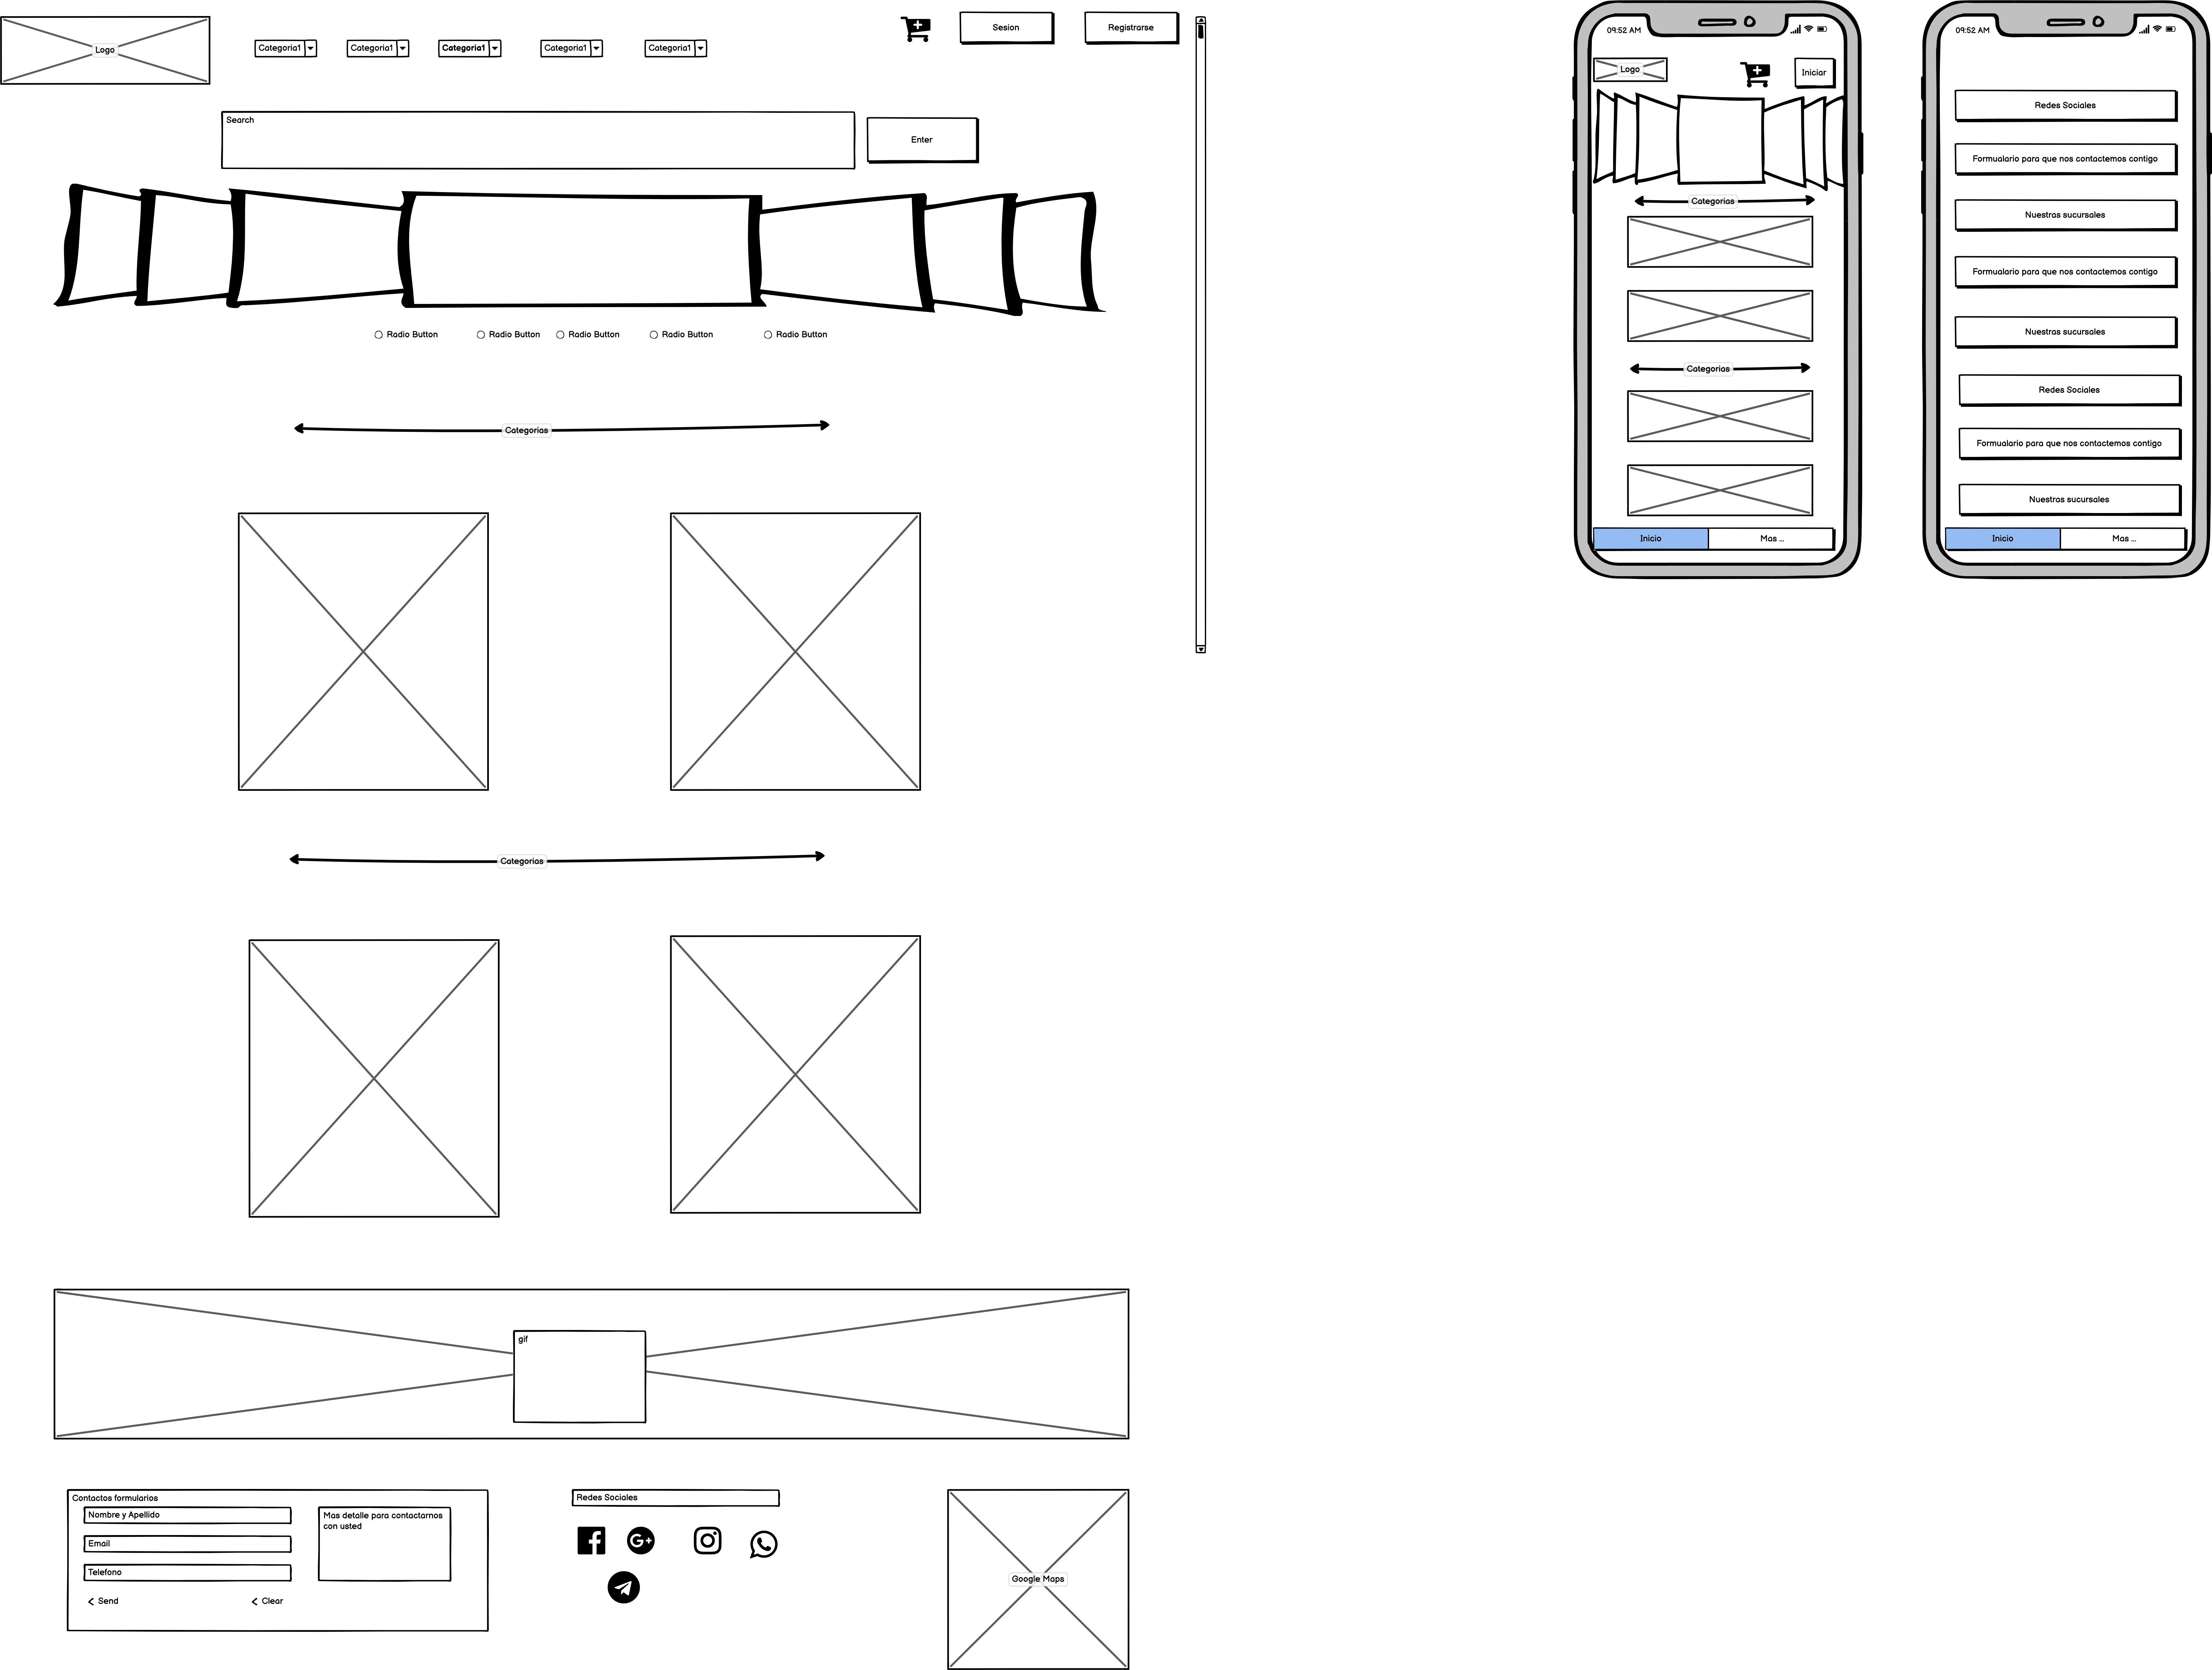 Logo
Categoria1
Categoria1
Categoria1
Categoria1
Categoria1
Sesion
Registrarse
Search
Enter
Radio Button
Radio Button
Radio Button
Radio Button
Radio Button
Categorias
Categorias
gif
Contactos formularios
Nombre y Apellido
Email
Telefono
Mas detalle para contactarnos
con usted
Send
Clear
Redes Sociales
Google Maps
09:52 AM
Logo
Iniciar
Categorias
Categorias
Inicio
Mas ...
09:52 AM
Redes Sociales
Formualario para que nos contactemos contigo
Nuestras sucursales
Formualario para que nos contactemos contigo
Nuestras sucursales
Redes Sociales
Formualario para que nos contactemos contigo
Nuestras sucursales
Inicio
Mas ...